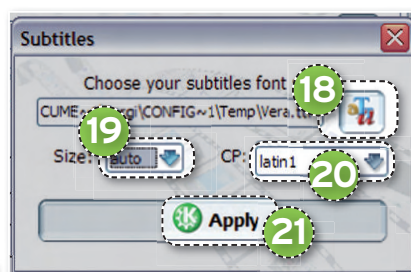 Subtitles
Choose your subtitles font
18
CUME~ CONFIG~1\Temp\Vera.tt
19
Size: auto CP: latin1
20
Apply
21